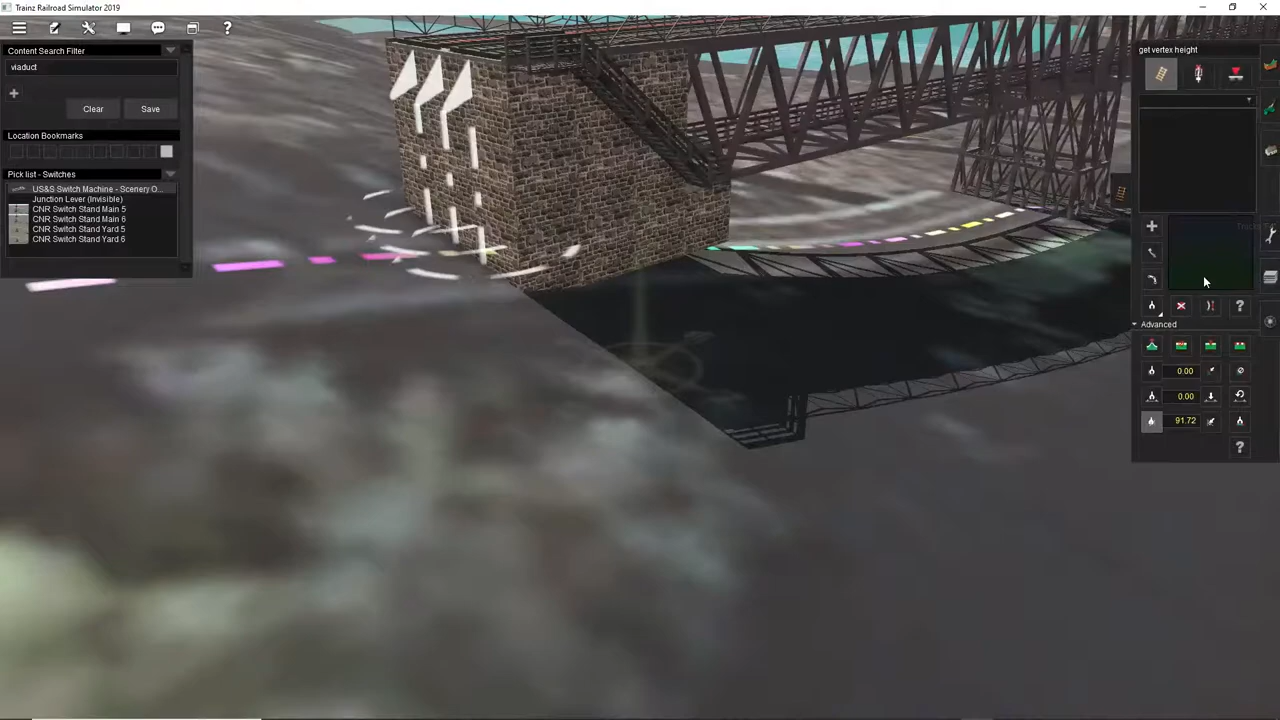 Trainz Railroad Simulator 2019
Content Search Filter
viaduct
Clear
Save
Location Bookmarks
Pick list - Switches
US&S Switch Machine - Scenery O...
Junction Lever (Invisible)
CNR Switch Stand Main 5
CNR Switch Stand Main 6
CNR Switch Stand Yard 5
CNR Switch Stand Yard 6
get vertex height
Advanced
0.00
0.00
91.72